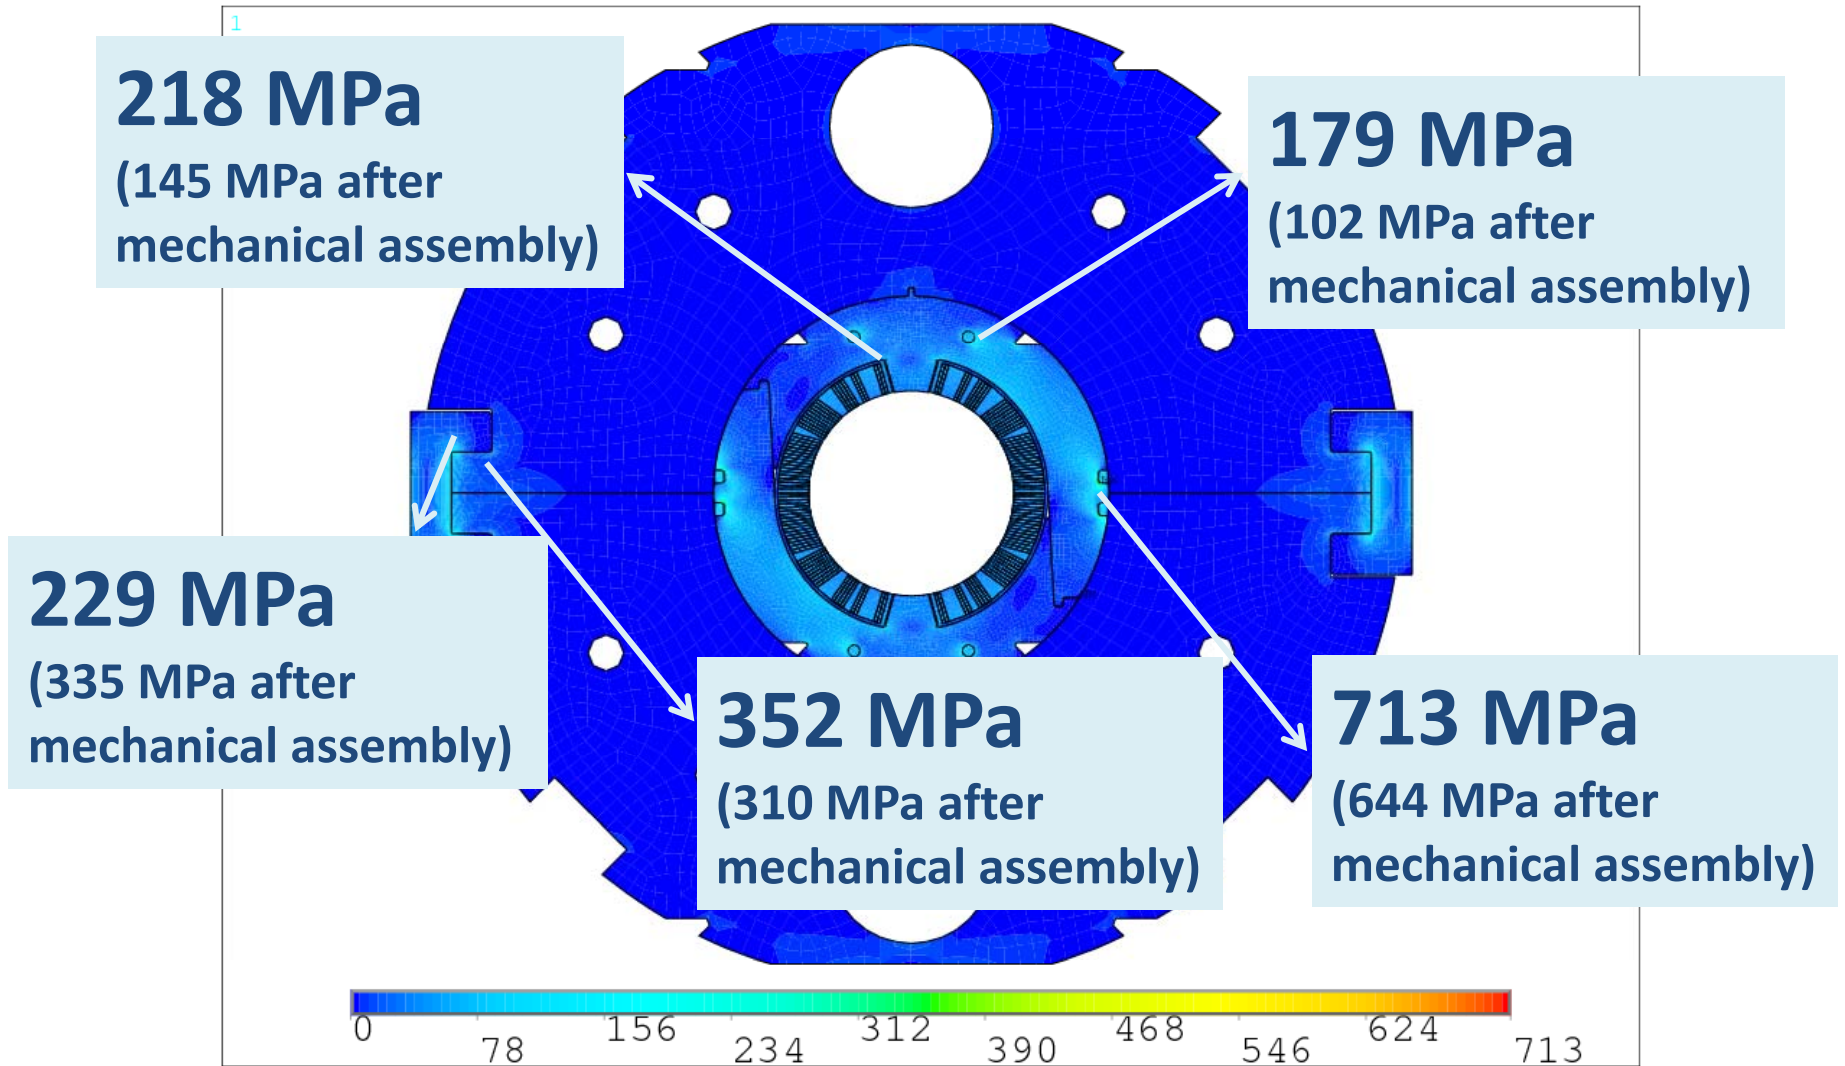 1
218 MPa
(145 MPa after
mechanical assembly)
179 MPa
(102 MPa after
mechanical assembly)
229 MPa
(335 MPa after
mechanical assembly)
352 MPa
(310 MPa after
mechanical assembly)
713 MPa
(644 MPa after
mechanical assembly)
0 156 312 468 624
78 234 390 546 713